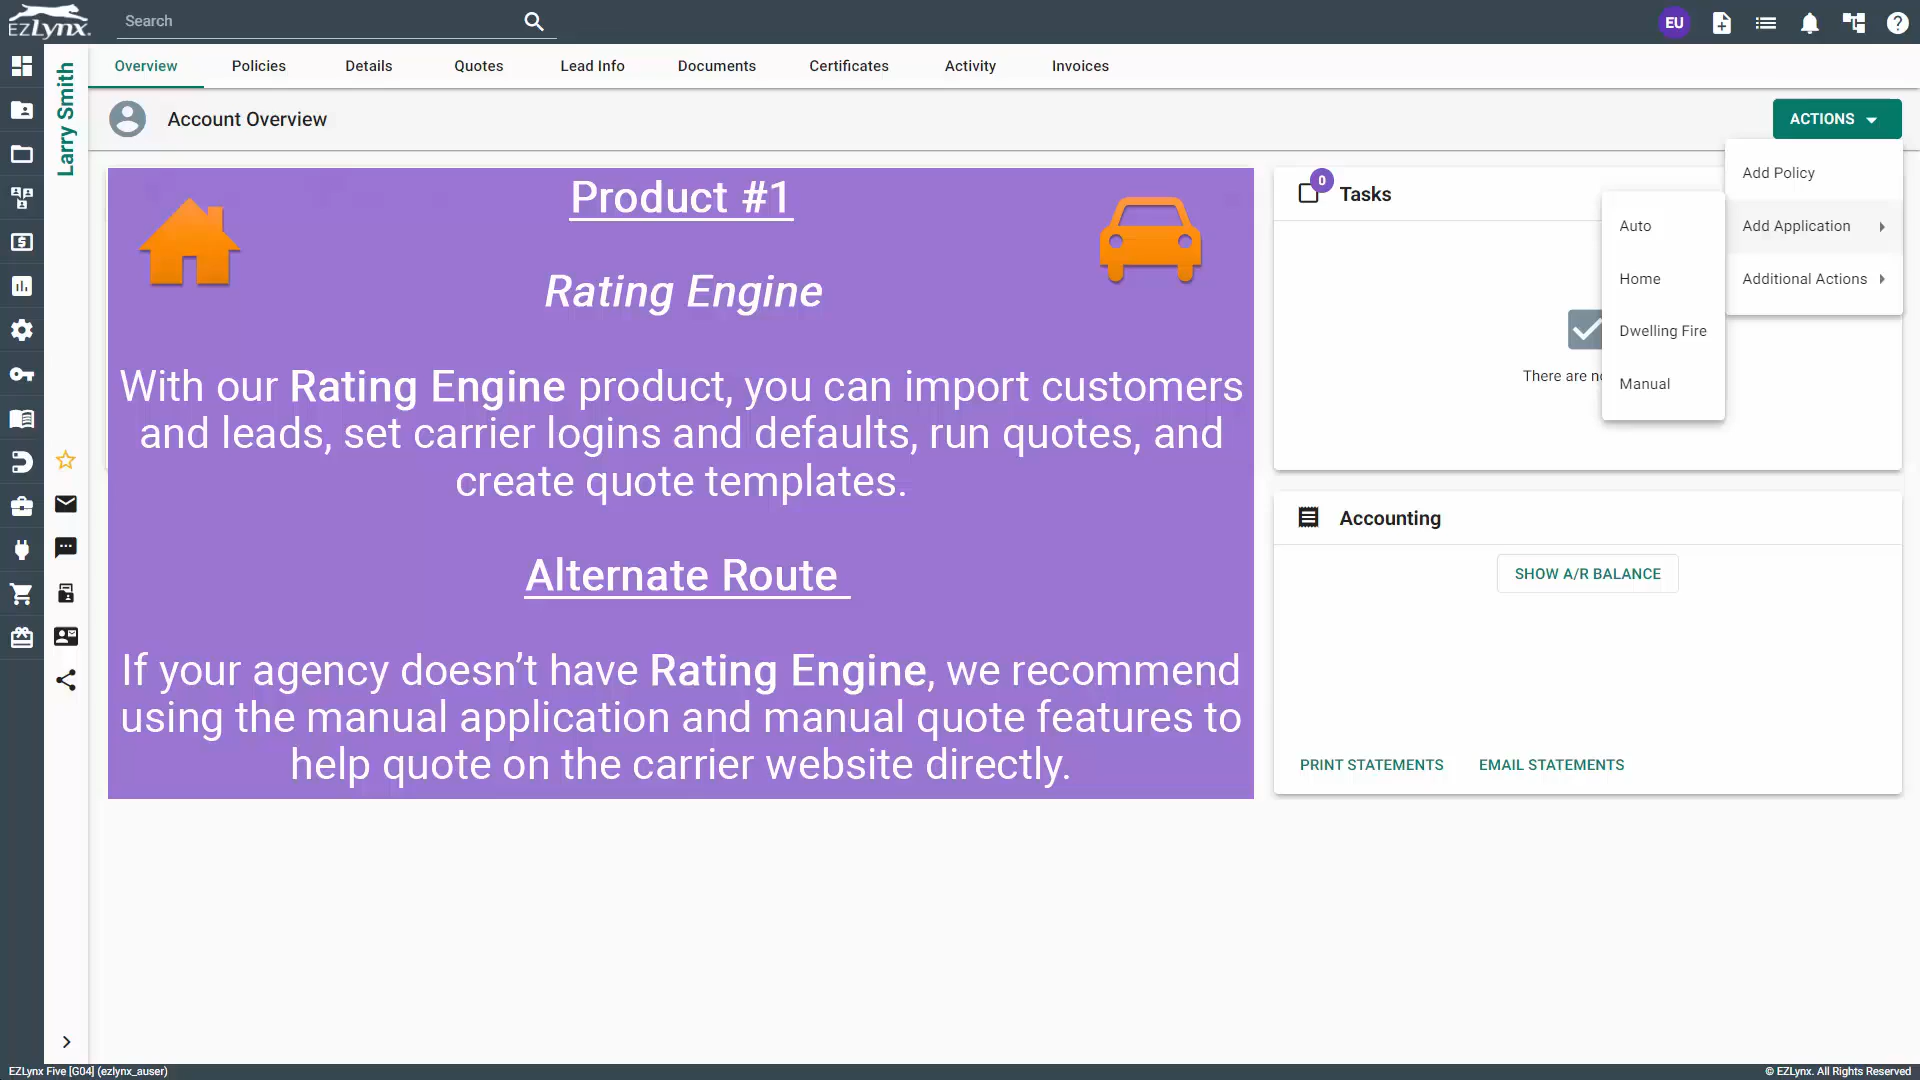 EZLynx.
Search
EU
Larry Smith
Overview
Policies
Details
Quotes
Lead Info
Documents
Certificates
Activity
Invoices
Account Overview
ACTIONS
Add Policy
Add Application
Additional Actions
Auto
Home
Dwelling Fire
Manual
Product #1
Rating Engine
With our Rating Engine product, you can import customers
and leads, set carrier logins and defaults, run quotes, and
create quote templates.
Alternate Route
If your agency doesn’t have Rating Engine, we recommend
using the manual application and manual quote features to
help quote on the carrier website directly.
0
Tasks
There are no
Accounting
SHOW A/R BALANCE
PRINT STATEMENTS
EMAIL STATEMENTS
EZLynx Five [G04] (ezlynx_auser)
© EZLynx. All Rights Reserved